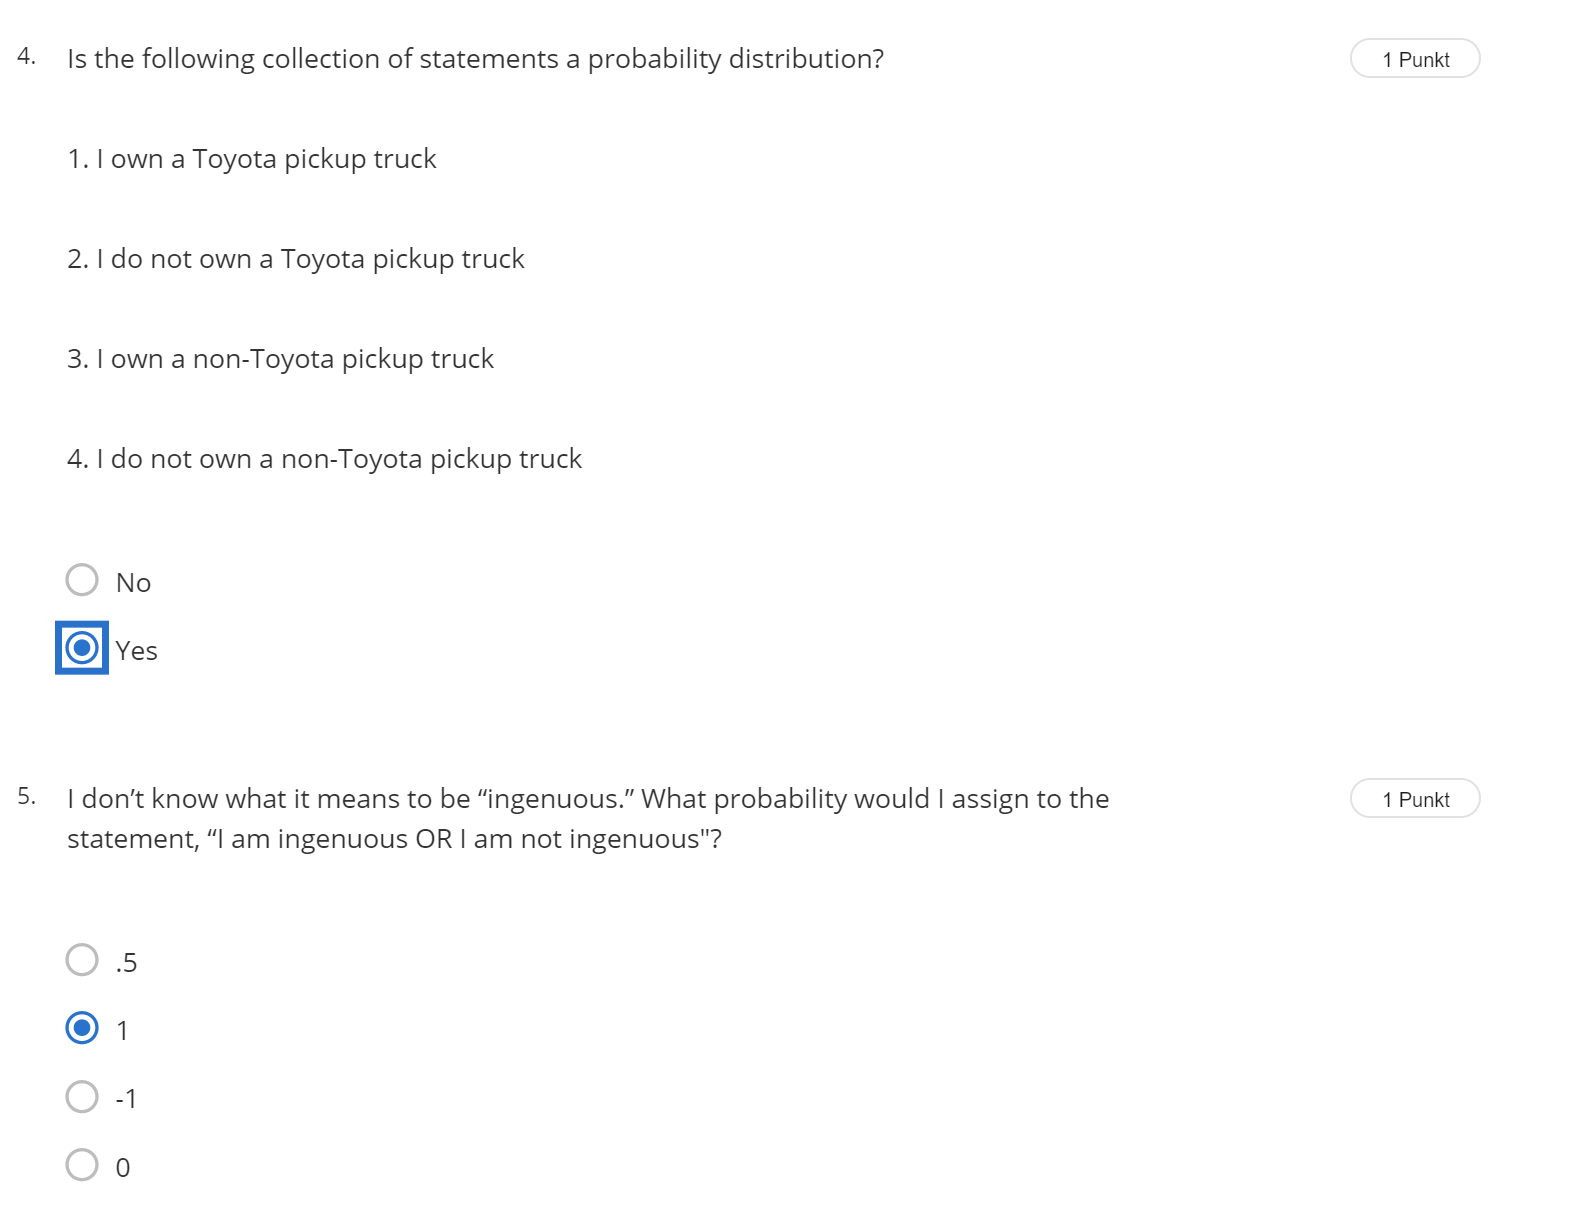 4. Is the following collection of statements a probability distribution?
1 Punkt
1. I own a Toyota pickup truck
2. I do not own a Toyota pickup truck
3. I own a non-Toyota pickup truck
4. I do not own a non-Toyota pickup truck
No
Yes
5. I don’t know what it means to be “ingenuous.” What probability would I assign to the
1 Punkt
statement, “I am ingenuous OR I am not ingenuous"?
.5
1
-1
0